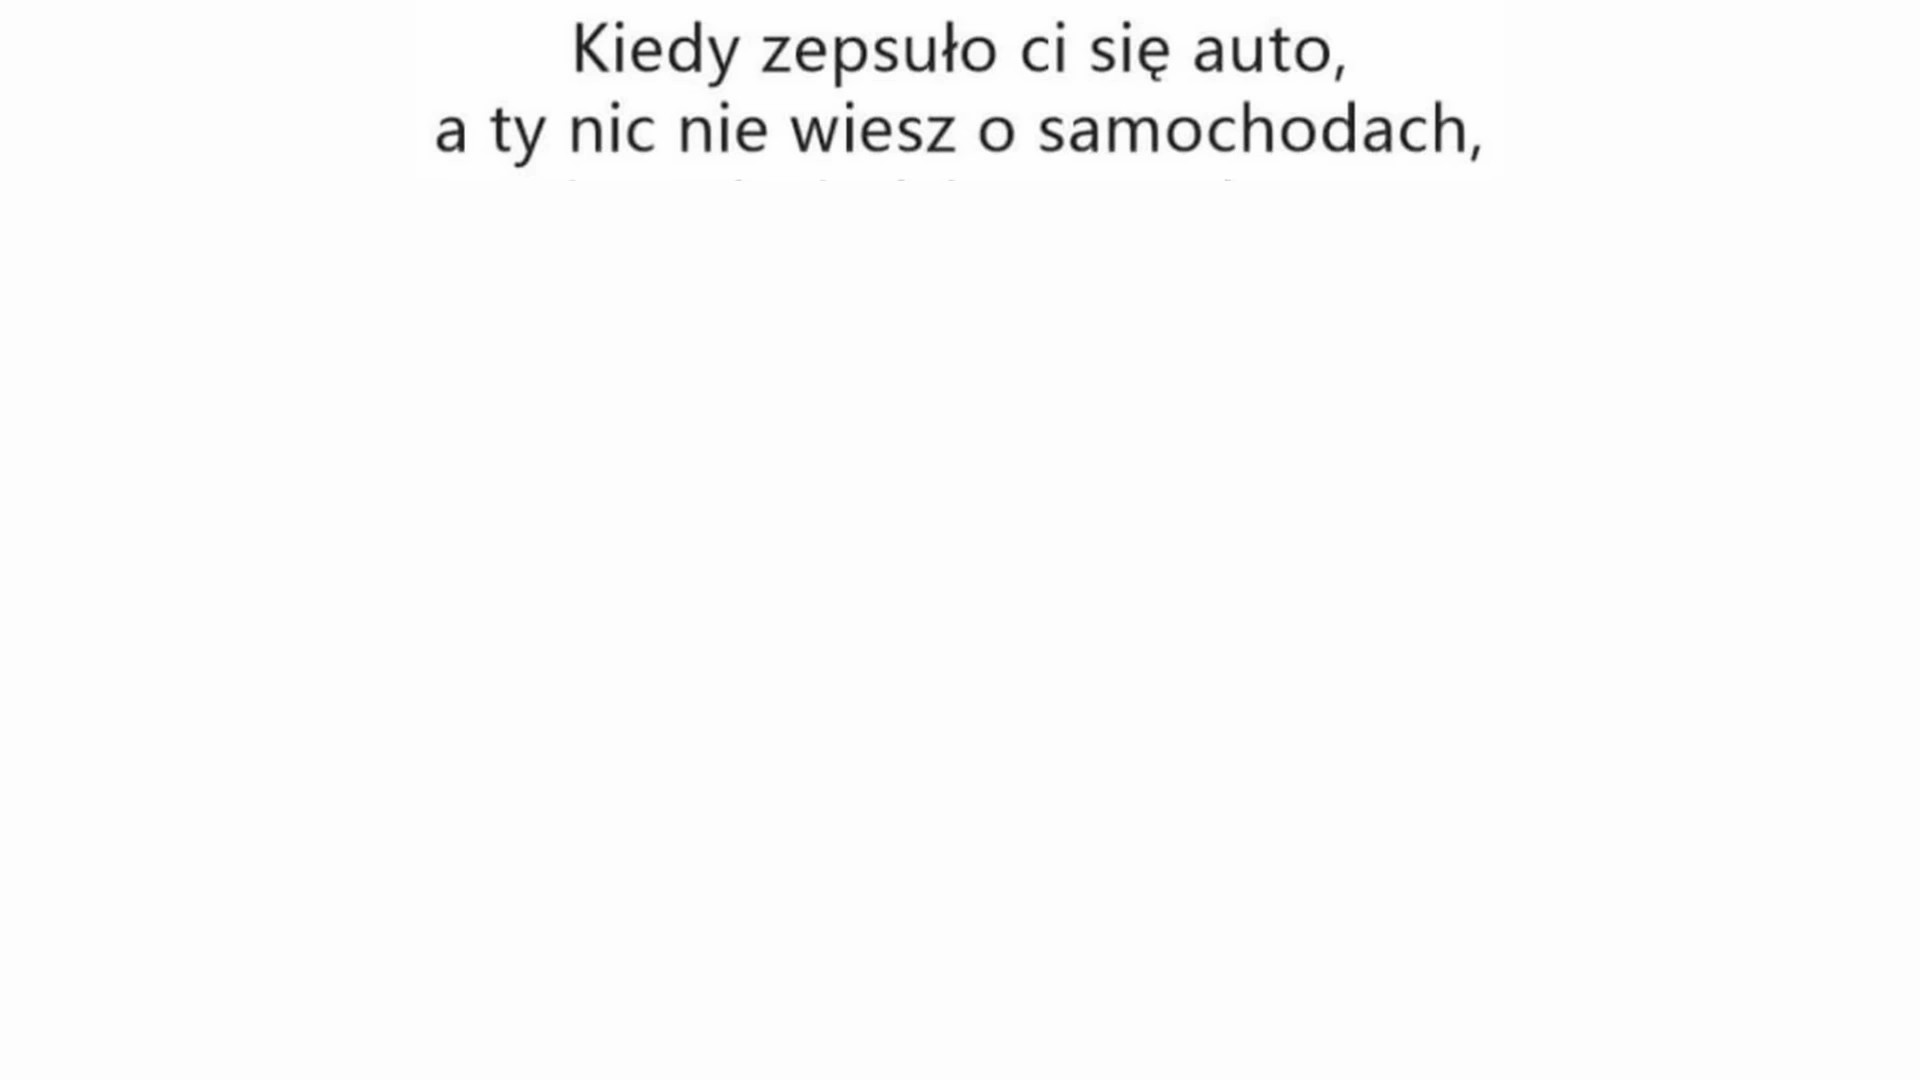 Kiedy zepsuło ci się auto,
a ty nic nie wiesz o samochodach,